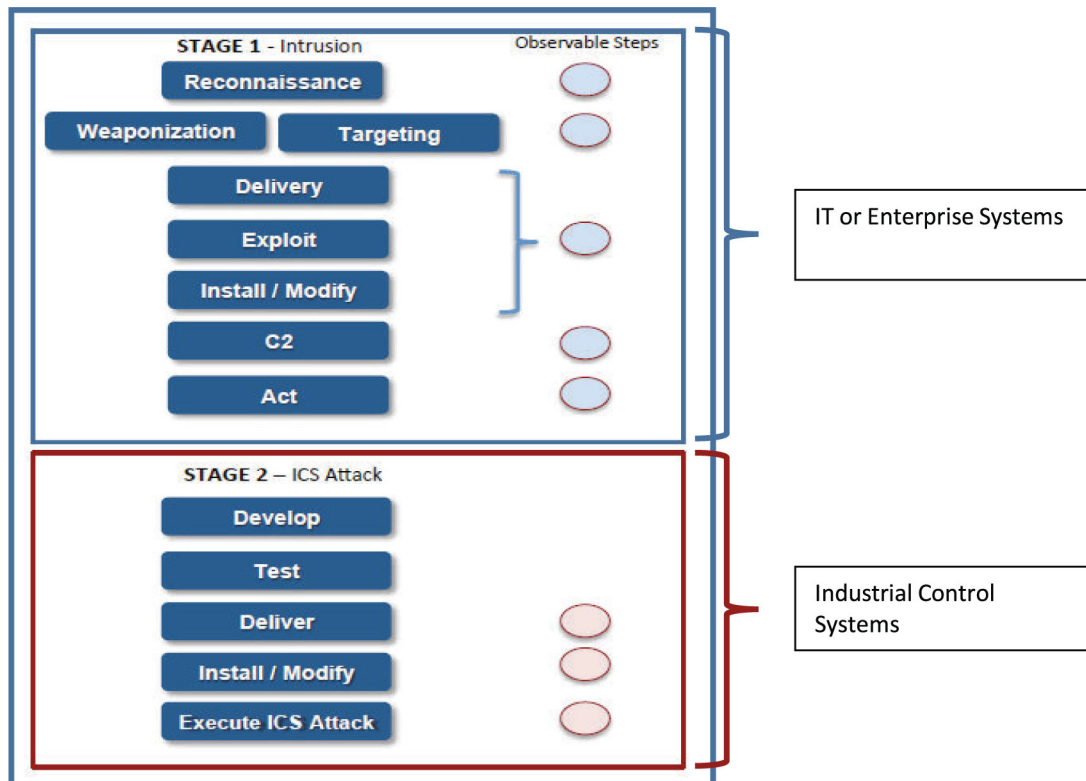 STAGE 1 - Intrusion
Observable Steps
Reconnaissance
Weaponization
Targeting
Delivery
Exploit
Install / Modify
C2
Act
IT or Enterprise Systems
STAGE 2 – ICS Attack
Develop
Test
Deliver
Install / Modify
Execute ICS Attack
Industrial Control
Systems